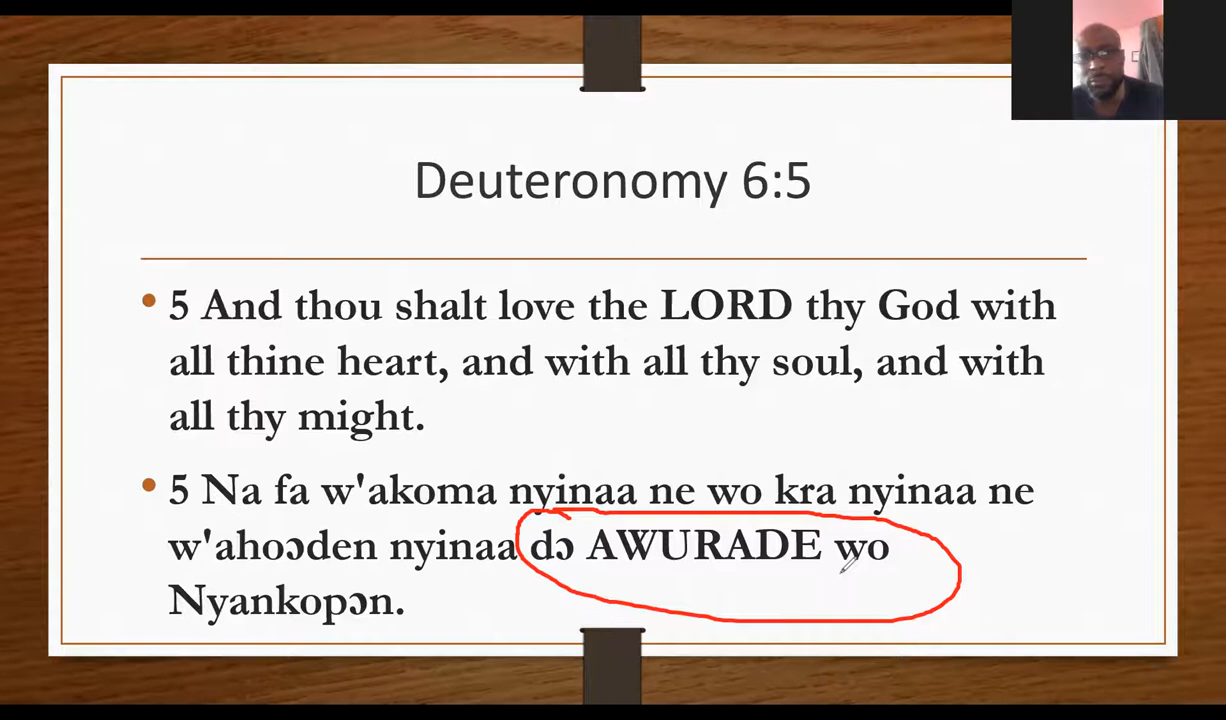 Deuteronomy 6:5
• 5 And thou shalt love the LORD thy God with
all thine heart, and with all thy soul, and with
all thy might.
• 5 Na fa w'akoma nyinaa ne wo kra nyinaa ne
w'ahoɔden nyinaa dɔ AWURADE wo
Nyankopɔn.